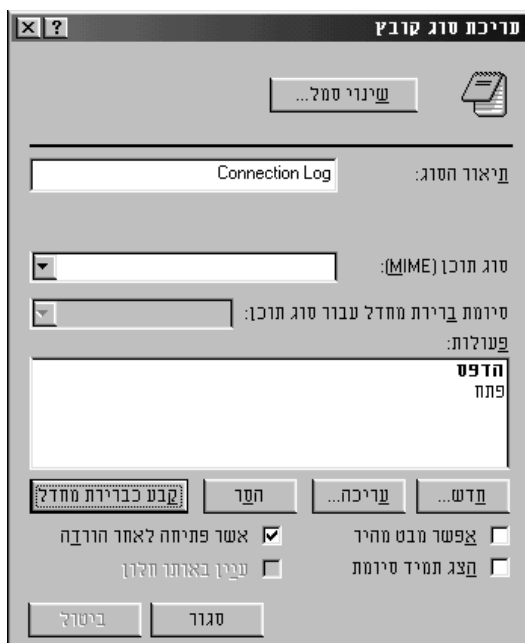 עריכת סוג קובץ
שינוי סמל...
תיאור הסוג:
Connection Log
סוג תוכן (MIME):
סיומת ברירת מחדל עבור סוג תוכן:
פעולות:
הדפס
פתח
חדש...
עריכה...
הסר
קבע כברירת מחדל
אפשר מבט מהיר
אשר פתיחה לאחר הורדה
הצג תמיד סיומת
עיין באותו חלון
סגור
ביטול